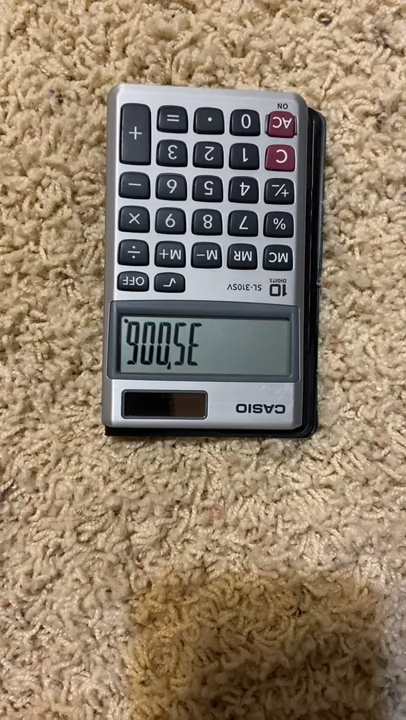 CASIO
35,006.
10 DIGITS SL-310SV √ OFF
MC MR M− M+ ÷
% 7 8 9 ×
+/− 4 5 6 −
C 1 2 3 +
AC 0 . =
ON